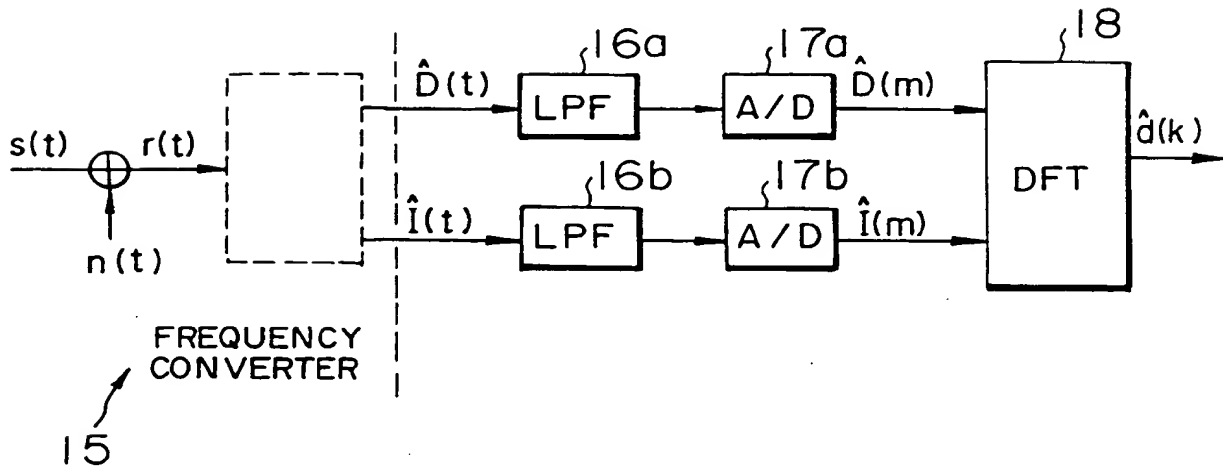 16a
17a
18
D̂(t)
LPF
A/D
D̂(m)
s(t)
r(t)
d̂(k)
DFT
16b
17b
n(t)
Î(t)
LPF
A/D
Î(m)
FREQUENCY
CONVERTER
15